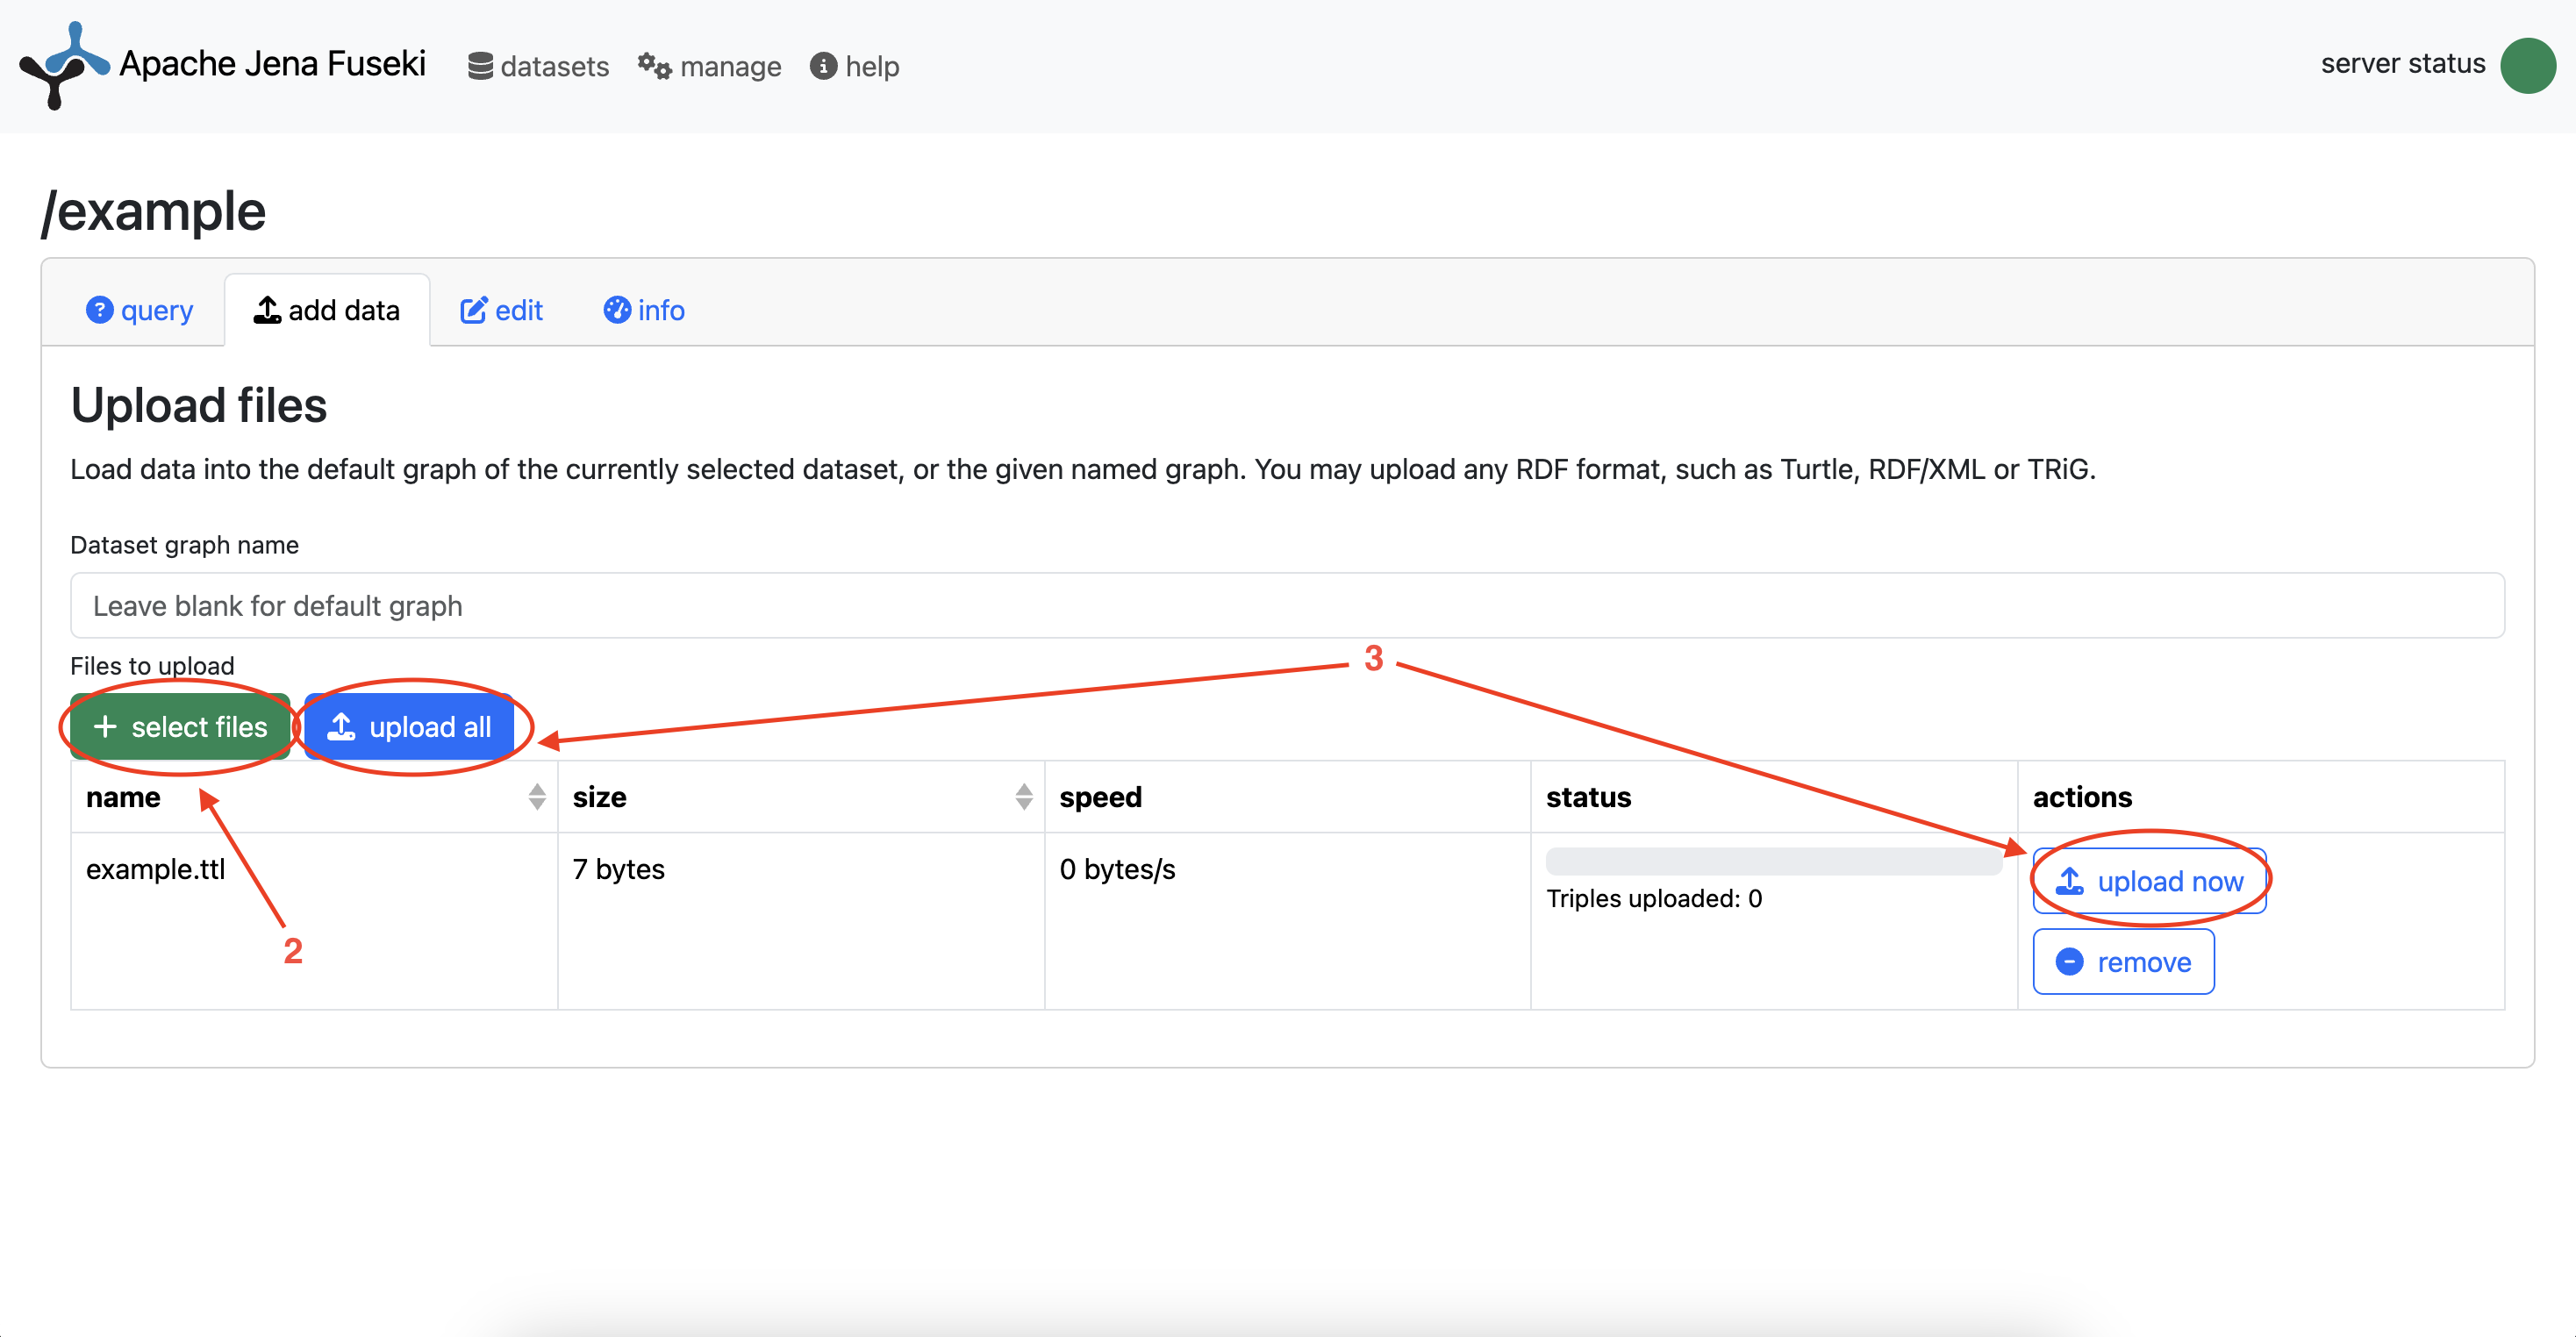 Apache Jena Fuseki datasets manage help server status
/example
query add data edit info
Upload files
Load data into the default graph of the currently selected dataset, or the given named graph. You may upload any RDF format, such as Turtle, RDF/XML or TRiG.
Dataset graph name
Leave blank for default graph
Files to upload
3
select files upload all
name size speed status actions
example.ttl 7 bytes 0 bytes/s upload now
Triples uploaded: 0
2
remove